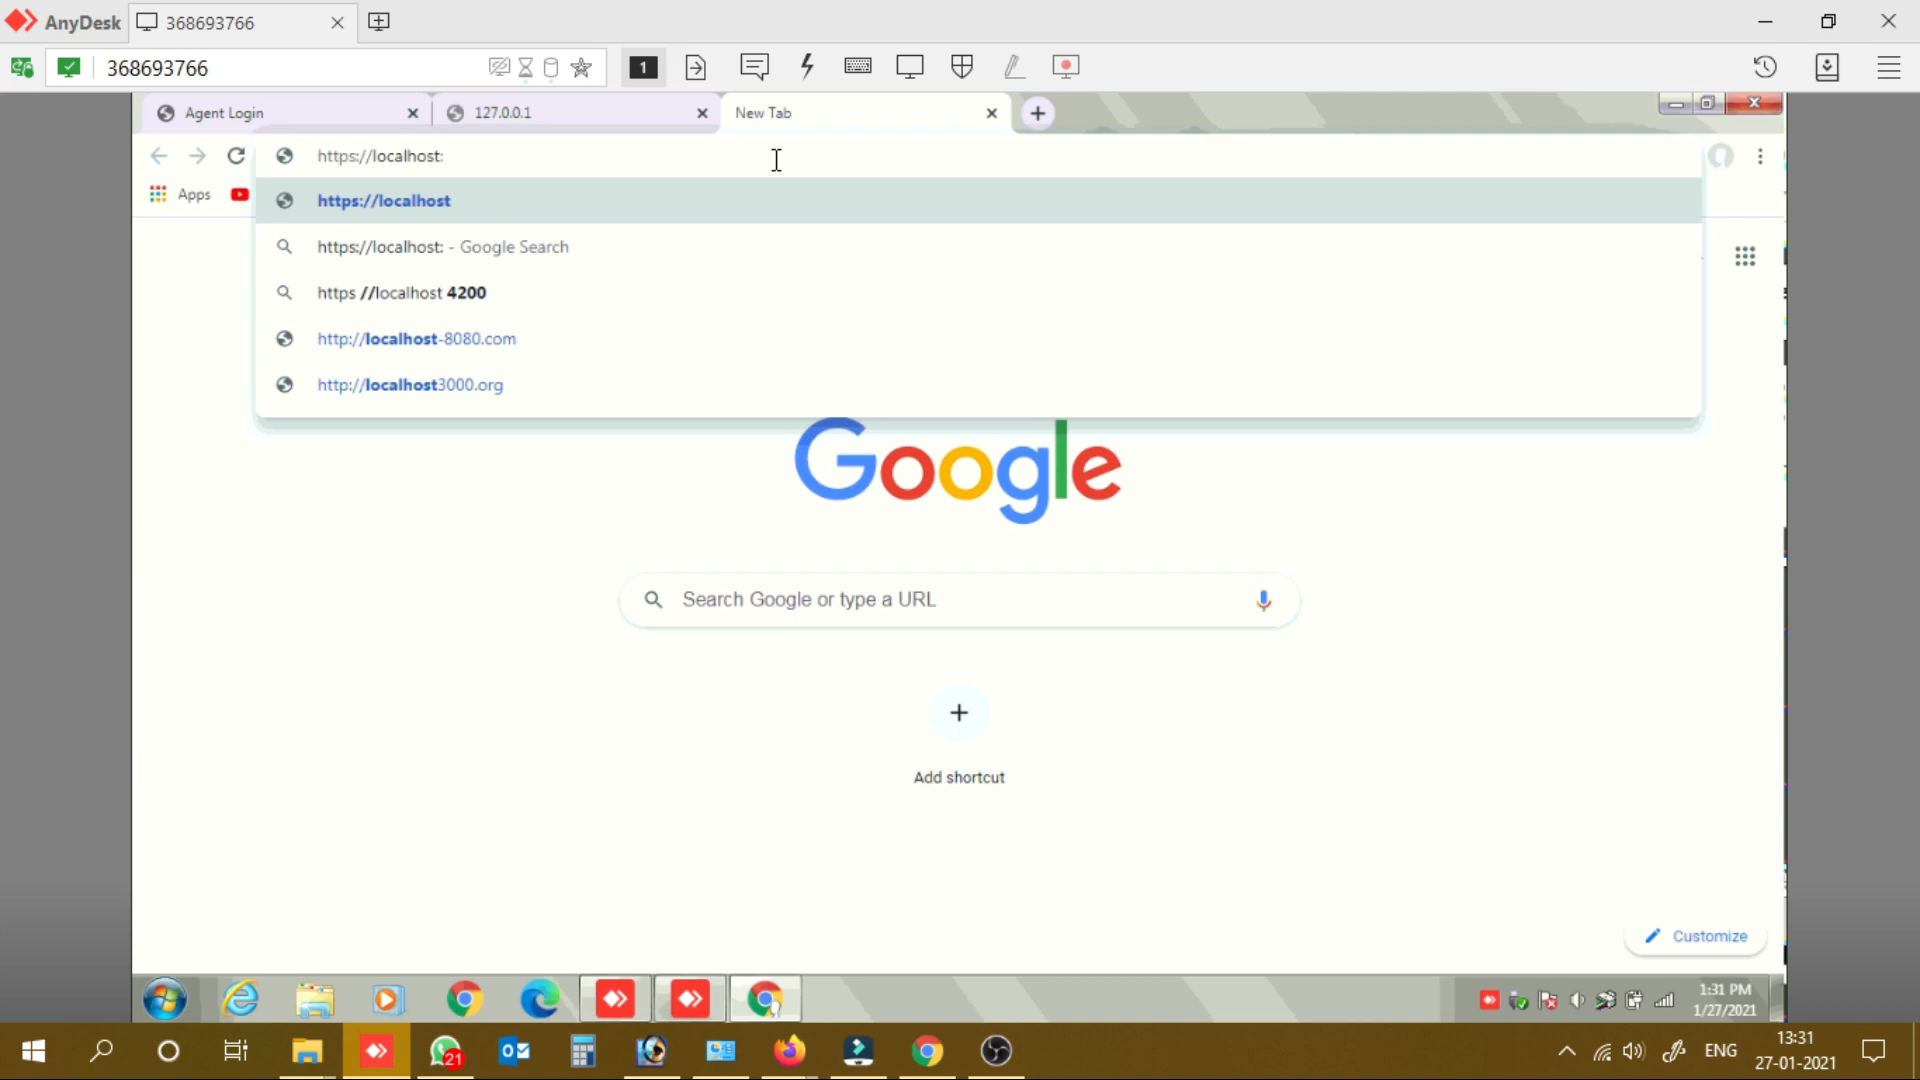 AnyDesk
368693766
368693766
1
Agent Login
127.0.0.1
New Tab
https://localhost:
Apps
https://localhost
https://localhost: - Google Search
https //localhost 4200
http://localhost-8080.com
http://localhost3000.org
Google
Search Google or type a URL
Add shortcut
Customize
1:31 PM
1/27/2021
21
ENG
13:31
27-01-2021